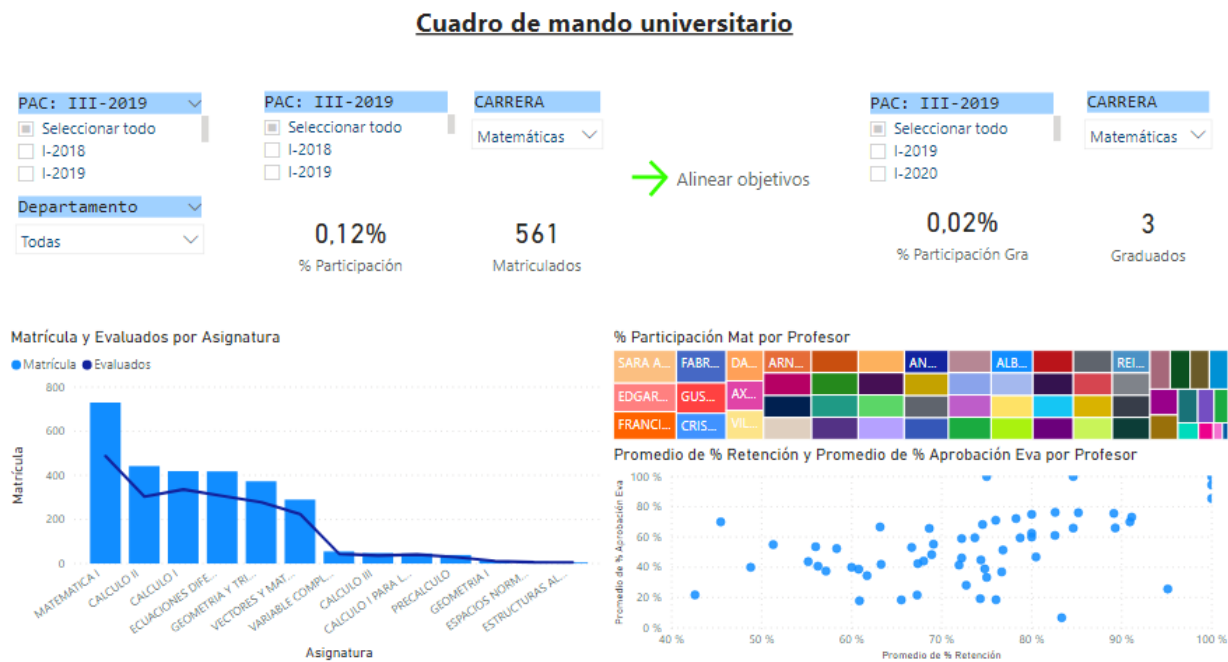 Cuadro de mando universitario
PAC: III-2019
Seleccionar todo
I-2018
I-2019
Departamento
Todas
PAC: III-2019
Seleccionar todo
I-2018
I-2019
CARRERA
Matemáticas
0,12%
% Participación
561
Matriculados
Alinear objetivos
PAC: III-2019
Seleccionar todo
I-2019
I-2020
CARRERA
Matemáticas
0,02%
% Participación Gra
3
Graduados
Matrícula y Evaluados por Asignatura
Matrícula Evaluados
Matrícula
800
600
400
200
0
MATEMATICA I
CALCULO II
CALCULO I
ECUACIONES DIFE...
GEOMETRIA Y TRI...
VECTORES Y MAT...
VARIABLE COMPL...
CALCULO III
CALCULO I PARA L...
PRECALCULO
GEOMETRIA I
ESPACIOS NORM...
ESTRUCTURAS AL...
Asignatura
% Participación Mat por Profesor
SARA A... FABR... DA... ARN... AN... ALB... REI...
EDGAR... GUS... AX...
FRANCI... CRIS... VIL...
Promedio de % Retención y Promedio de % Aprobación Eva por Profesor
Promedio de % Aprobación Eva
100 %
80 %
60 %
40 %
20 %
0 %
40 % 50 % 60 % 70 % 80 % 90 % 100 %
Promedio de % Retención